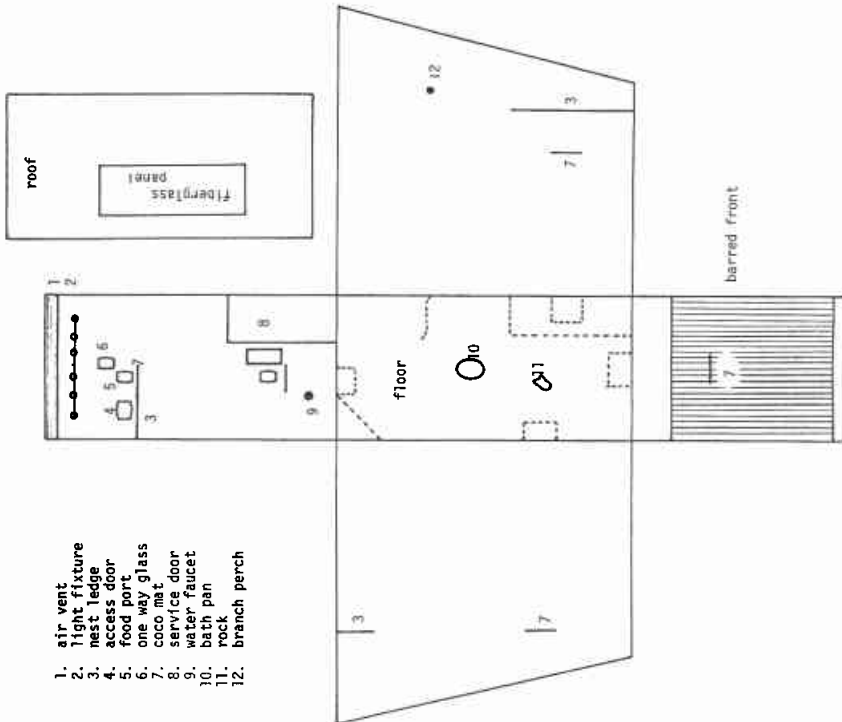 roof
fiberglass
panel
1
2
6
5
7
4
3
8
9
floor
10
11
12
3
7
3
7
barred front
7
1. air vent
2. light fixture
3. nest ledge
4. access door
5. food port
6. one way glass
7. coco mat
8. service door
9. water faucet
10. bath pan
11. rock
12. branch perch